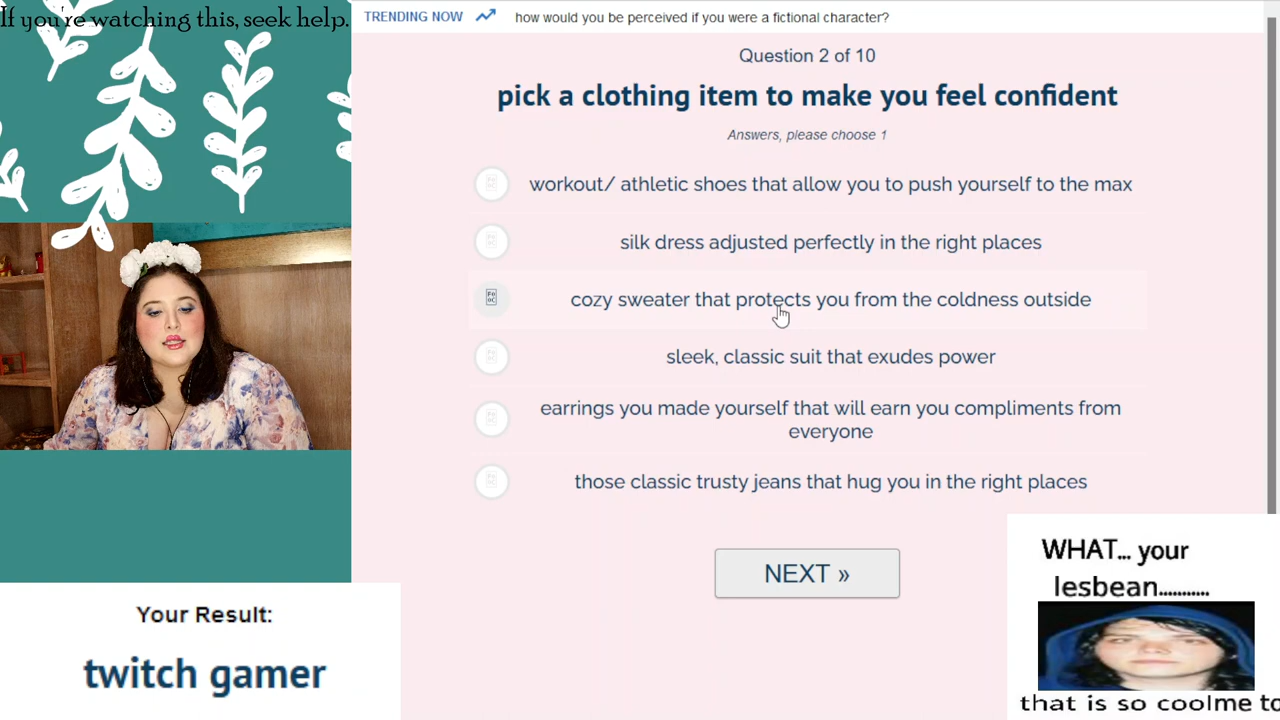 If you're watching this, seek help.
TRENDING NOW how would you be perceived if you were a fictional character?
Question 2 of 10
pick a clothing item to make you feel confident
Answers, please choose 1
workout/ athletic shoes that allow you to push yourself to the max
silk dress adjusted perfectly in the right places
cozy sweater that protects you from the coldness outside
sleek, classic suit that exudes power
earrings you made yourself that will earn you compliments from
everyone
those classic trusty jeans that hug you in the right places
NEXT »
Your Result:
twitch gamer
WHAT... your
lesbean...........
that is so coolme to